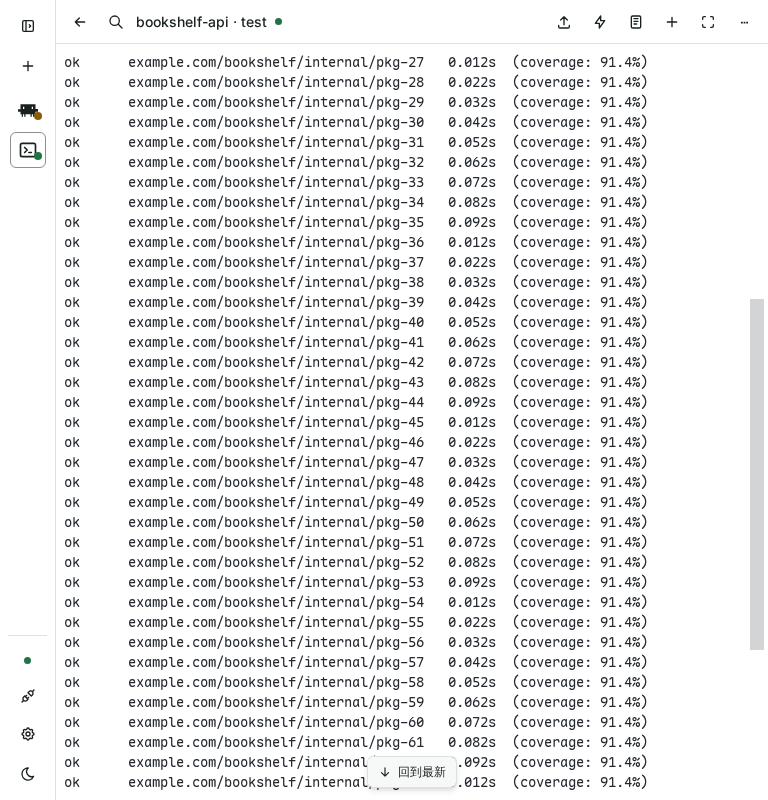 bookshelf-api · test
ok example.com/bookshelf/internal/pkg-27 0.012s (coverage: 91.4%)
ok example.com/bookshelf/internal/pkg-28 0.022s (coverage: 91.4%)
ok example.com/bookshelf/internal/pkg-29 0.032s (coverage: 91.4%)
ok example.com/bookshelf/internal/pkg-30 0.042s (coverage: 91.4%)
ok example.com/bookshelf/internal/pkg-31 0.052s (coverage: 91.4%)
ok example.com/bookshelf/internal/pkg-32 0.062s (coverage: 91.4%)
ok example.com/bookshelf/internal/pkg-33 0.072s (coverage: 91.4%)
ok example.com/bookshelf/internal/pkg-34 0.082s (coverage: 91.4%)
ok example.com/bookshelf/internal/pkg-35 0.092s (coverage: 91.4%)
ok example.com/bookshelf/internal/pkg-36 0.012s (coverage: 91.4%)
ok example.com/bookshelf/internal/pkg-37 0.022s (coverage: 91.4%)
ok example.com/bookshelf/internal/pkg-38 0.032s (coverage: 91.4%)
ok example.com/bookshelf/internal/pkg-39 0.042s (coverage: 91.4%)
ok example.com/bookshelf/internal/pkg-40 0.052s (coverage: 91.4%)
ok example.com/bookshelf/internal/pkg-41 0.062s (coverage: 91.4%)
ok example.com/bookshelf/internal/pkg-42 0.072s (coverage: 91.4%)
ok example.com/bookshelf/internal/pkg-43 0.082s (coverage: 91.4%)
ok example.com/bookshelf/internal/pkg-44 0.092s (coverage: 91.4%)
ok example.com/bookshelf/internal/pkg-45 0.012s (coverage: 91.4%)
ok example.com/bookshelf/internal/pkg-46 0.022s (coverage: 91.4%)
ok example.com/bookshelf/internal/pkg-47 0.032s (coverage: 91.4%)
ok example.com/bookshelf/internal/pkg-48 0.042s (coverage: 91.4%)
ok example.com/bookshelf/internal/pkg-49 0.052s (coverage: 91.4%)
ok example.com/bookshelf/internal/pkg-50 0.062s (coverage: 91.4%)
ok example.com/bookshelf/internal/pkg-51 0.072s (coverage: 91.4%)
ok example.com/bookshelf/internal/pkg-52 0.082s (coverage: 91.4%)
ok example.com/bookshelf/internal/pkg-53 0.092s (coverage: 91.4%)
ok example.com/bookshelf/internal/pkg-54 0.012s (coverage: 91.4%)
ok example.com/bookshelf/internal/pkg-55 0.022s (coverage: 91.4%)
ok example.com/bookshelf/internal/pkg-56 0.032s (coverage: 91.4%)
ok example.com/bookshelf/internal/pkg-57 0.042s (coverage: 91.4%)
ok example.com/bookshelf/internal/pkg-58 0.052s (coverage: 91.4%)
ok example.com/bookshelf/internal/pkg-59 0.062s (coverage: 91.4%)
ok example.com/bookshelf/internal/pkg-60 0.072s (coverage: 91.4%)
ok example.com/bookshelf/internal/pkg-61 0.082s (coverage: 91.4%)
ok example.com/bookshelf/internal .092s (coverage: 91.4%)
回到最新
ok example.com/bookshelf/internal .012s (coverage: 91.4%)